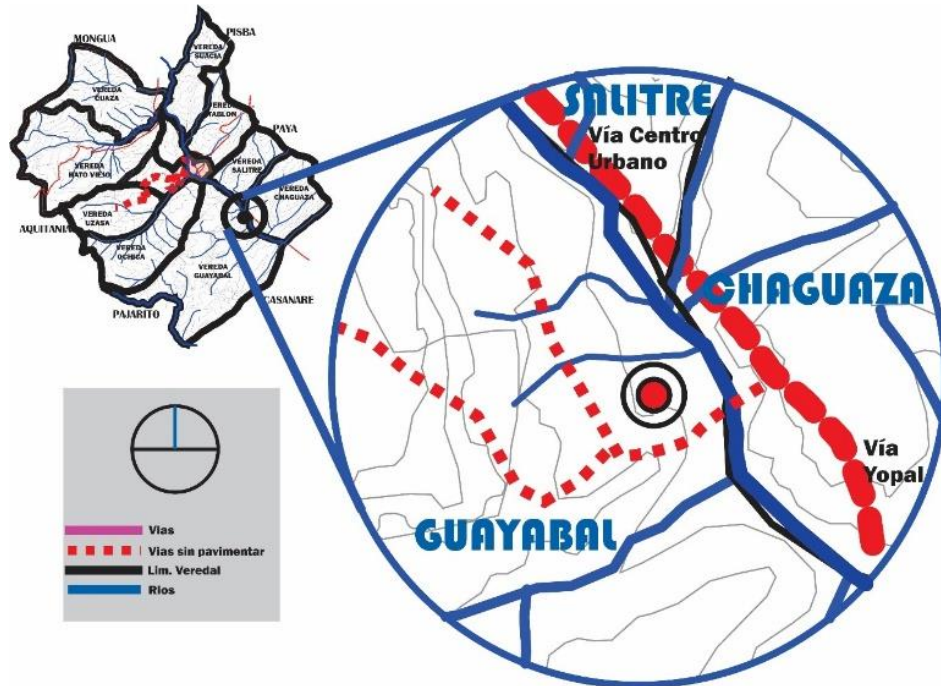 PISBA
MONGUA
VEREDA
SUACIA
VEREDA
CUAZA
VEREDA
TABLON
PAYA
VEREDA
SALITRE
VEREDA
HATO VIEJO
VEREDA
CHAGUAZA
VEREDA
UZASA
AQUITANIA
VEREDA
OCHICA
VEREDA
GUAYABAL
CASANARE
PAJARITO
SALITRE
Vía Centro
Urbano
CHAGUAZA
Vía
Yopal
GUAYABAL
Vias
Vias sin pavimentar
Lim. Veredal
Rios